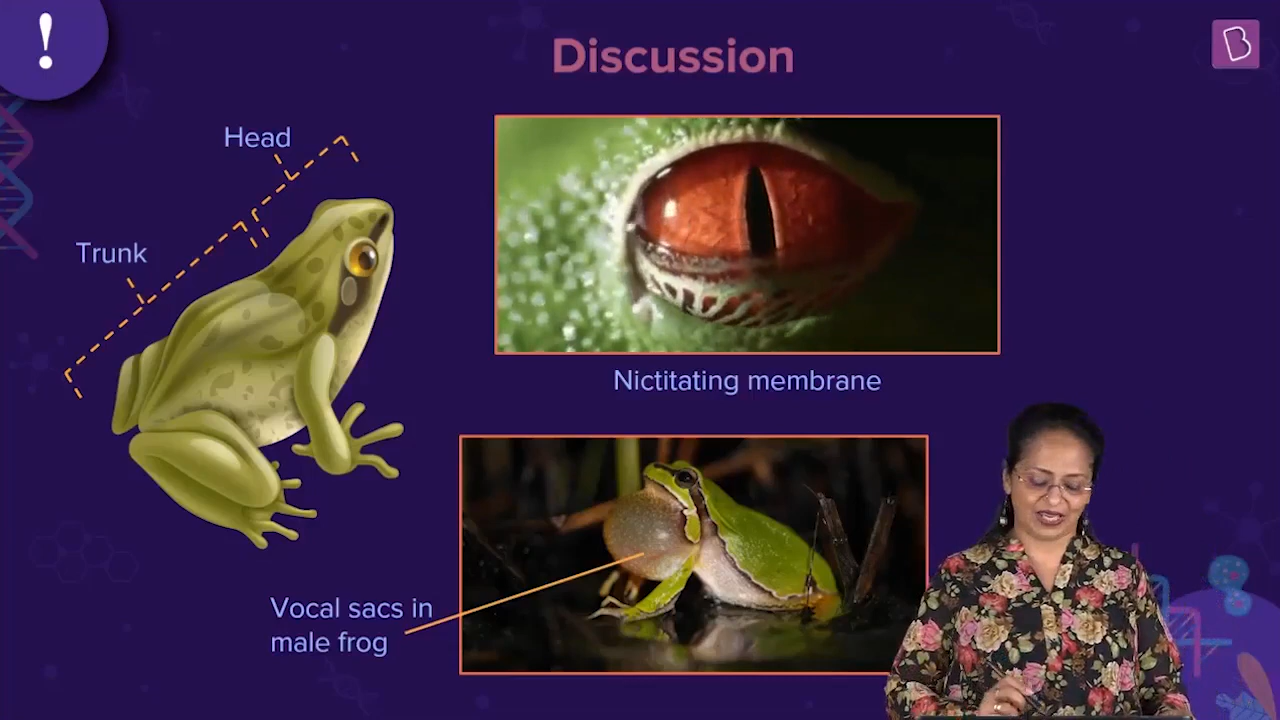 !
Discussion
B
Head
Trunk
Nictitating membrane
Vocal sacs in
male frog